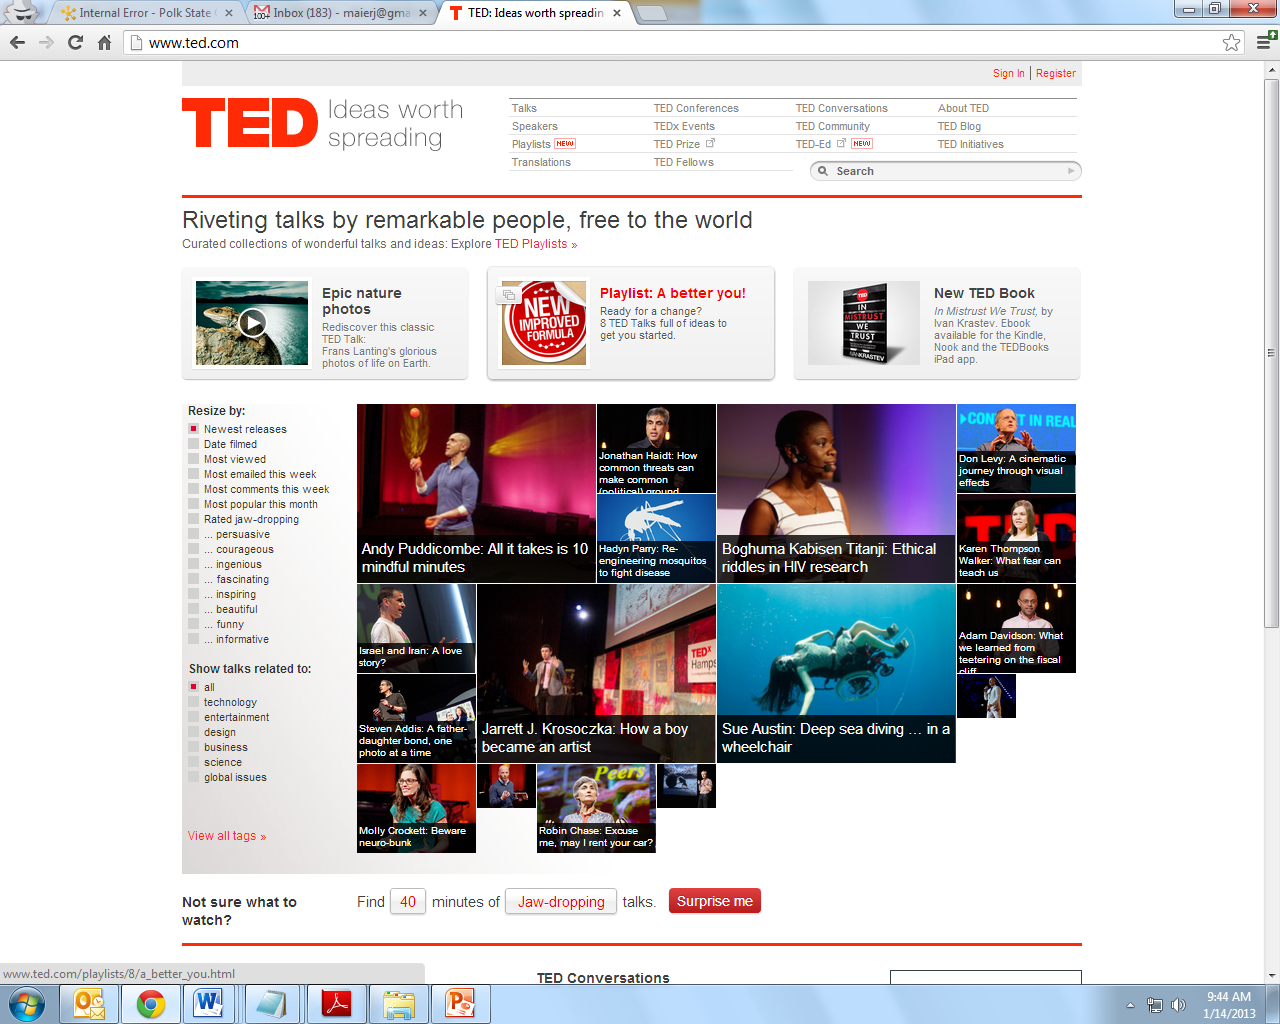 Internal Error - Polk State
Inbox (183) - maierj@gma
TED: Ideas worth spreadin
www.ted.com
Sign In | Register
TED Ideas worth
spreading
Talks TED Conferences TED Conversations About TED
Speakers TEDx Events TED Community TED Blog
Playlists NEW TED Prize TED-Ed NEW TED Initiatives
Translations TED Fellows
Search
Riveting talks by remarkable people, free to the world
Curated collections of wonderful talks and ideas: Explore TED Playlists »
Epic nature
photos
Rediscover this classic
TED Talk:
Frans Lanting's glorious
photos of life on Earth.
NEW
IMPROVED
FORMULA
Playlist: A better you!
Ready for a change?
8 TED Talks full of ideas to
get you started.
TED
IN
MISTRUST
WE
TRUST
IVAN KRASTEV
New TED Book
In Mistrust We Trust, by
Ivan Krastev. Ebook
available for the Kindle,
Nook and the TEDBooks
iPad app.
Resize by:
Newest releases
Date filmed
Most viewed
Most emailed this week
Most comments this week
Most popular this month
Rated jaw-dropping
... persuasive
... courageous
... ingenious
... fascinating
... inspiring
... beautiful
... funny
... informative
Show talks related to:
all
technology
entertainment
design
business
science
global issues
View all tags »
Andy Puddicombe: All it takes is 10
mindful minutes
Jonathan Haidt: How
common threats can
make common
(political) ground
Hadyn Parry: Re-
engineering mosquitos
to fight disease
Boghuma Kabisen Titanji: Ethical
riddles in HIV research
IN REAL
Don Levy: A cinematic
journey through visual
effects
Karen Thompson
Walker: What fear can
teach us
Israel and Iran: A love
story?
Steven Addis: A father-
daughter bond, one
photo at a time
TEDx
Hamps
Jarrett J. Krosoczka: How a boy
became an artist
Sue Austin: Deep sea diving … in a
wheelchair
Adam Davidson: What
we learned from
teetering on the fiscal
cliff
Molly Crockett: Beware
neuro-bunk
Peers
Robin Chase: Excuse
me, may I rent your car?
Not sure what to
watch?
Find 40 minutes of Jaw-dropping talks. Surprise me
www.ted.com/playlists/8/a_better_you.html
TED Conversations
9:44 AM
1/14/2013